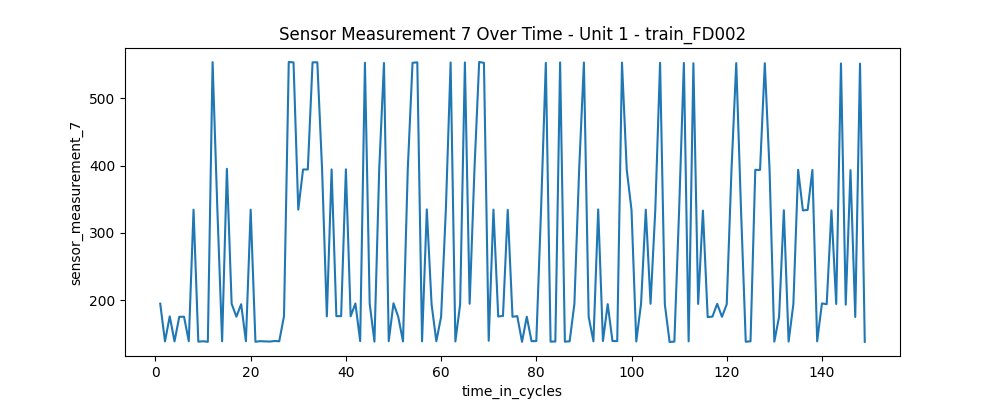 Sensor Measurement 7 Over Time - Unit 1 - train_FD002
sensor_measurement_7
500
400
300
200
0 20 40 60 80 100 120 140
time_in_cycles